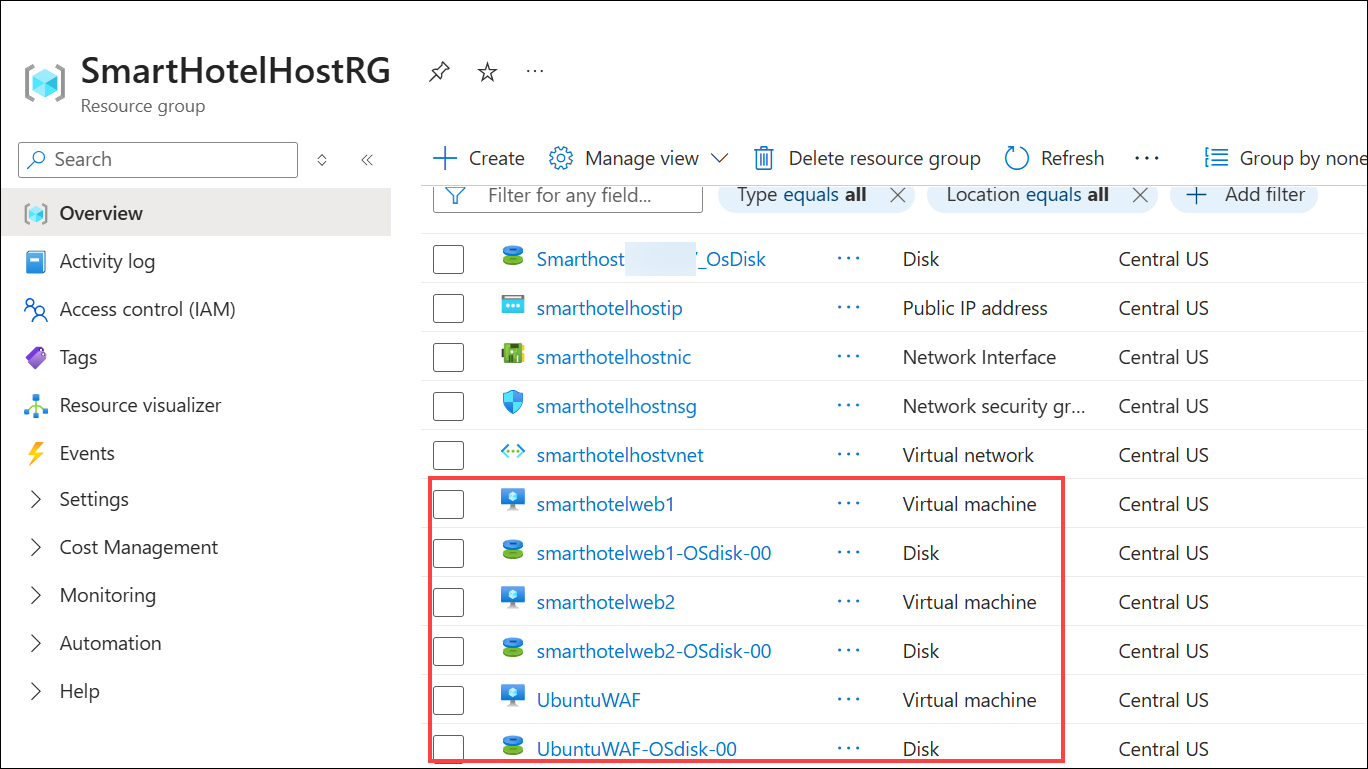 SmartHotelHostRG
Resource group
Search
Create Manage view Delete resource group Refresh Group by none
Overview
Activity log
Access control (IAM)
Tags
Resource visualizer
Events
Settings
Cost Management
Monitoring
Automation
Help
Filter for any field... Type equals all Location equals all Add filter
Smarthost _OsDisk Disk Central US
smarthotelhostip Public IP address Central US
smarthotelhostnic Network Interface Central US
smarthotelhostnsg Network security gr... Central US
smarthotelhostvnet Virtual network Central US
smarthotelweb1 Virtual machine Central US
smarthotelweb1-OSdisk-00 Disk Central US
smarthotelweb2 Virtual machine Central US
smarthotelweb2-OSdisk-00 Disk Central US
UbuntuWAF Virtual machine Central US
UbuntuWAF-OSdisk-00 Disk Central US